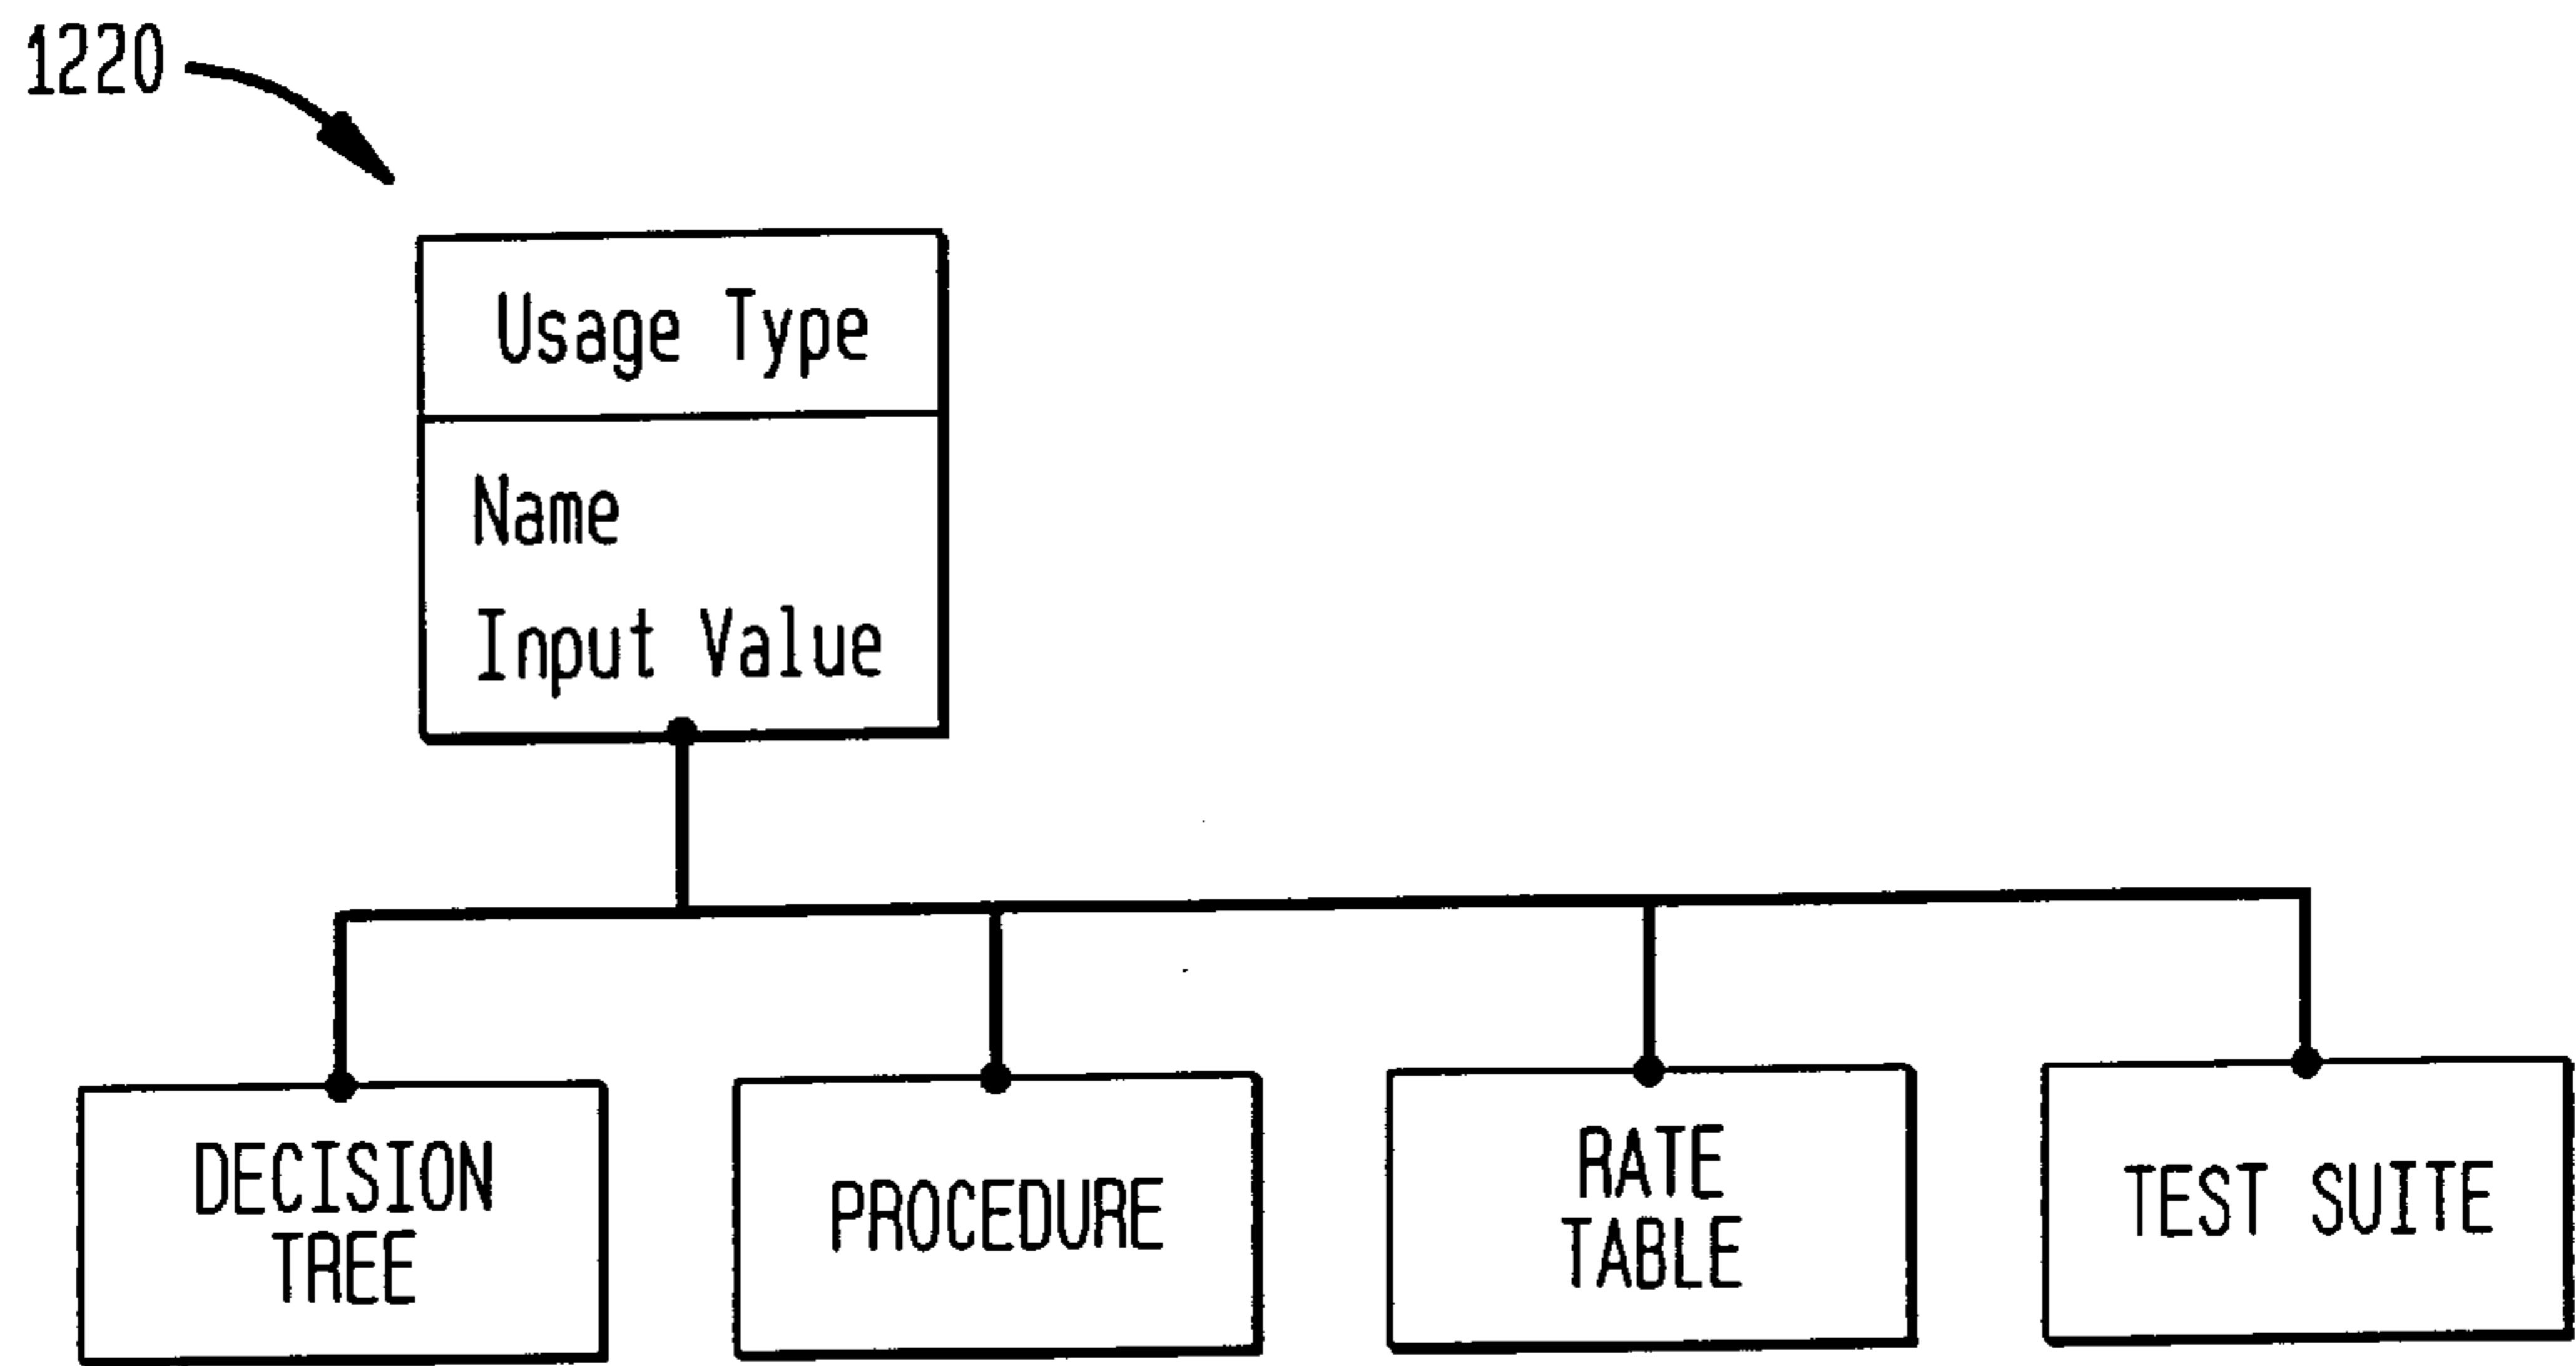 1220
Usage Type
Name
Input Value
DECISION
TREE
PROCEDURE
RATE
TABLE
TEST SUITE